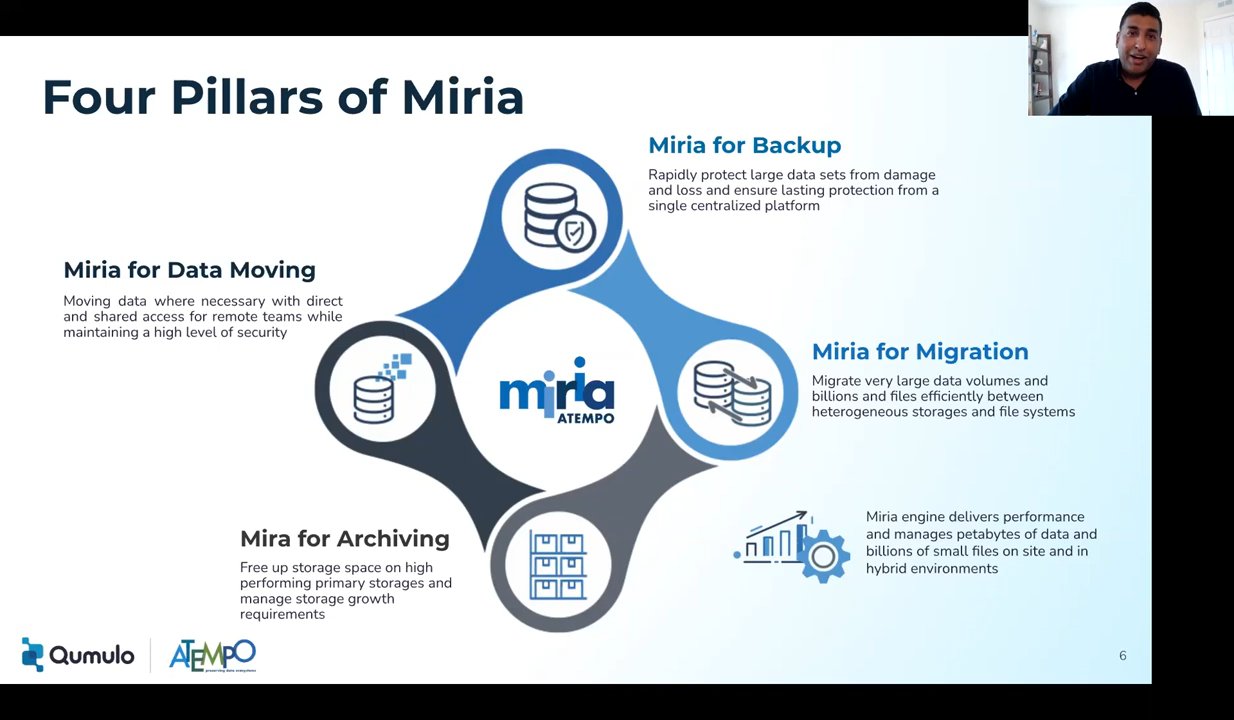 Four Pillars of Miria
Miria for Backup
Rapidly protect large data sets from damage
and loss and ensure lasting protection from a
single centralized platform
Miria for Data Moving
Moving data where necessary with direct
and shared access for remote teams while
maintaining a high level of security
Miria for Migration
Migrate very large data volumes and
billions and files efficiently between
heterogeneous storages and file systems
miria
ATEMPO
Mira for Archiving
Free up storage space on high
performing primary storages and
manage storage growth
requirements
Miria engine delivers performance
and manages petabytes of data and
billions of small files on site and in
hybrid environments
Qumulo
ATEMPO
preserving data ecosystems
6